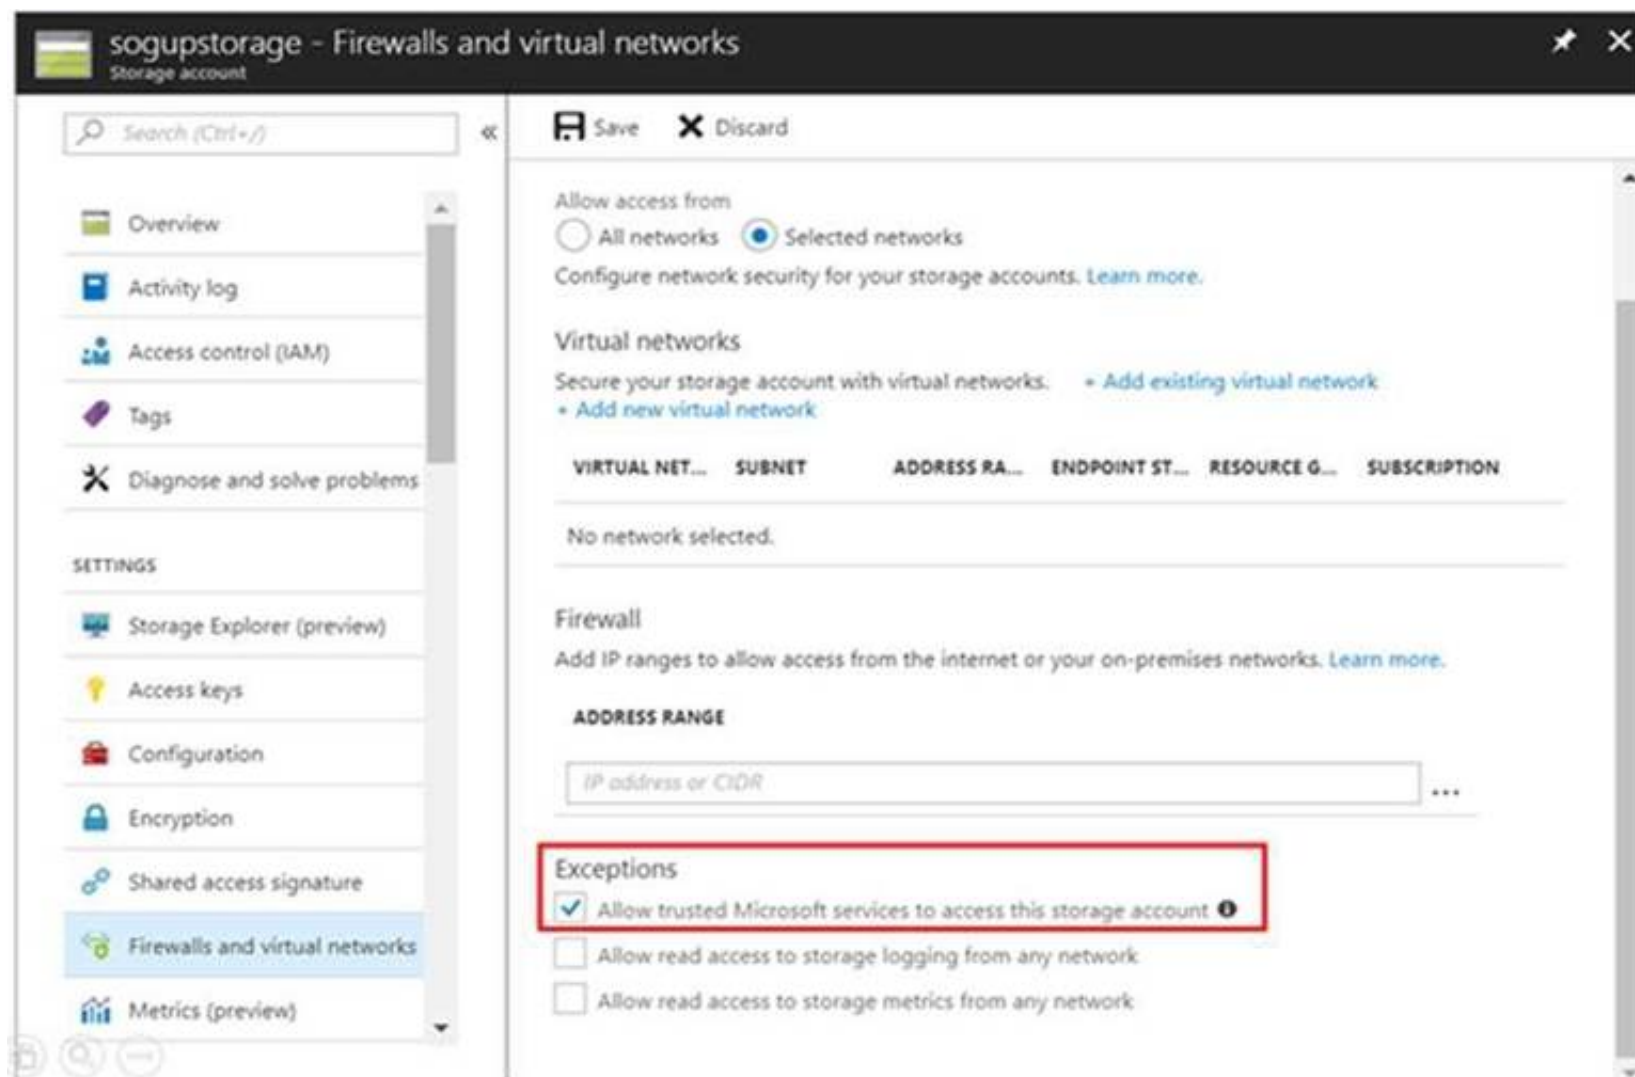 sogupstorage - Firewalls and virtual networks
Storage account
Search (Ctrl+/)
«
Overview
Activity log
Access control (IAM)
Tags
Diagnose and solve problems
SETTINGS
Storage Explorer (preview)
Access keys
Configuration
Encryption
Shared access signature
Firewalls and virtual networks
Metrics (preview)
Save Discard
Allow access from
All networks Selected networks
Configure network security for your storage accounts. Learn more.
Virtual networks
Secure your storage account with virtual networks. + Add existing virtual network
+ Add new virtual network
VIRTUAL NET... SUBNET ADDRESS RA... ENDPOINT ST... RESOURCE G... SUBSCRIPTION
No network selected.
Firewall
Add IP ranges to allow access from the internet or your on-premises networks. Learn more.
ADDRESS RANGE
IP address or CIDR ...
Exceptions
Allow trusted Microsoft services to access this storage account
Allow read access to storage logging from any network
Allow read access to storage metrics from any network